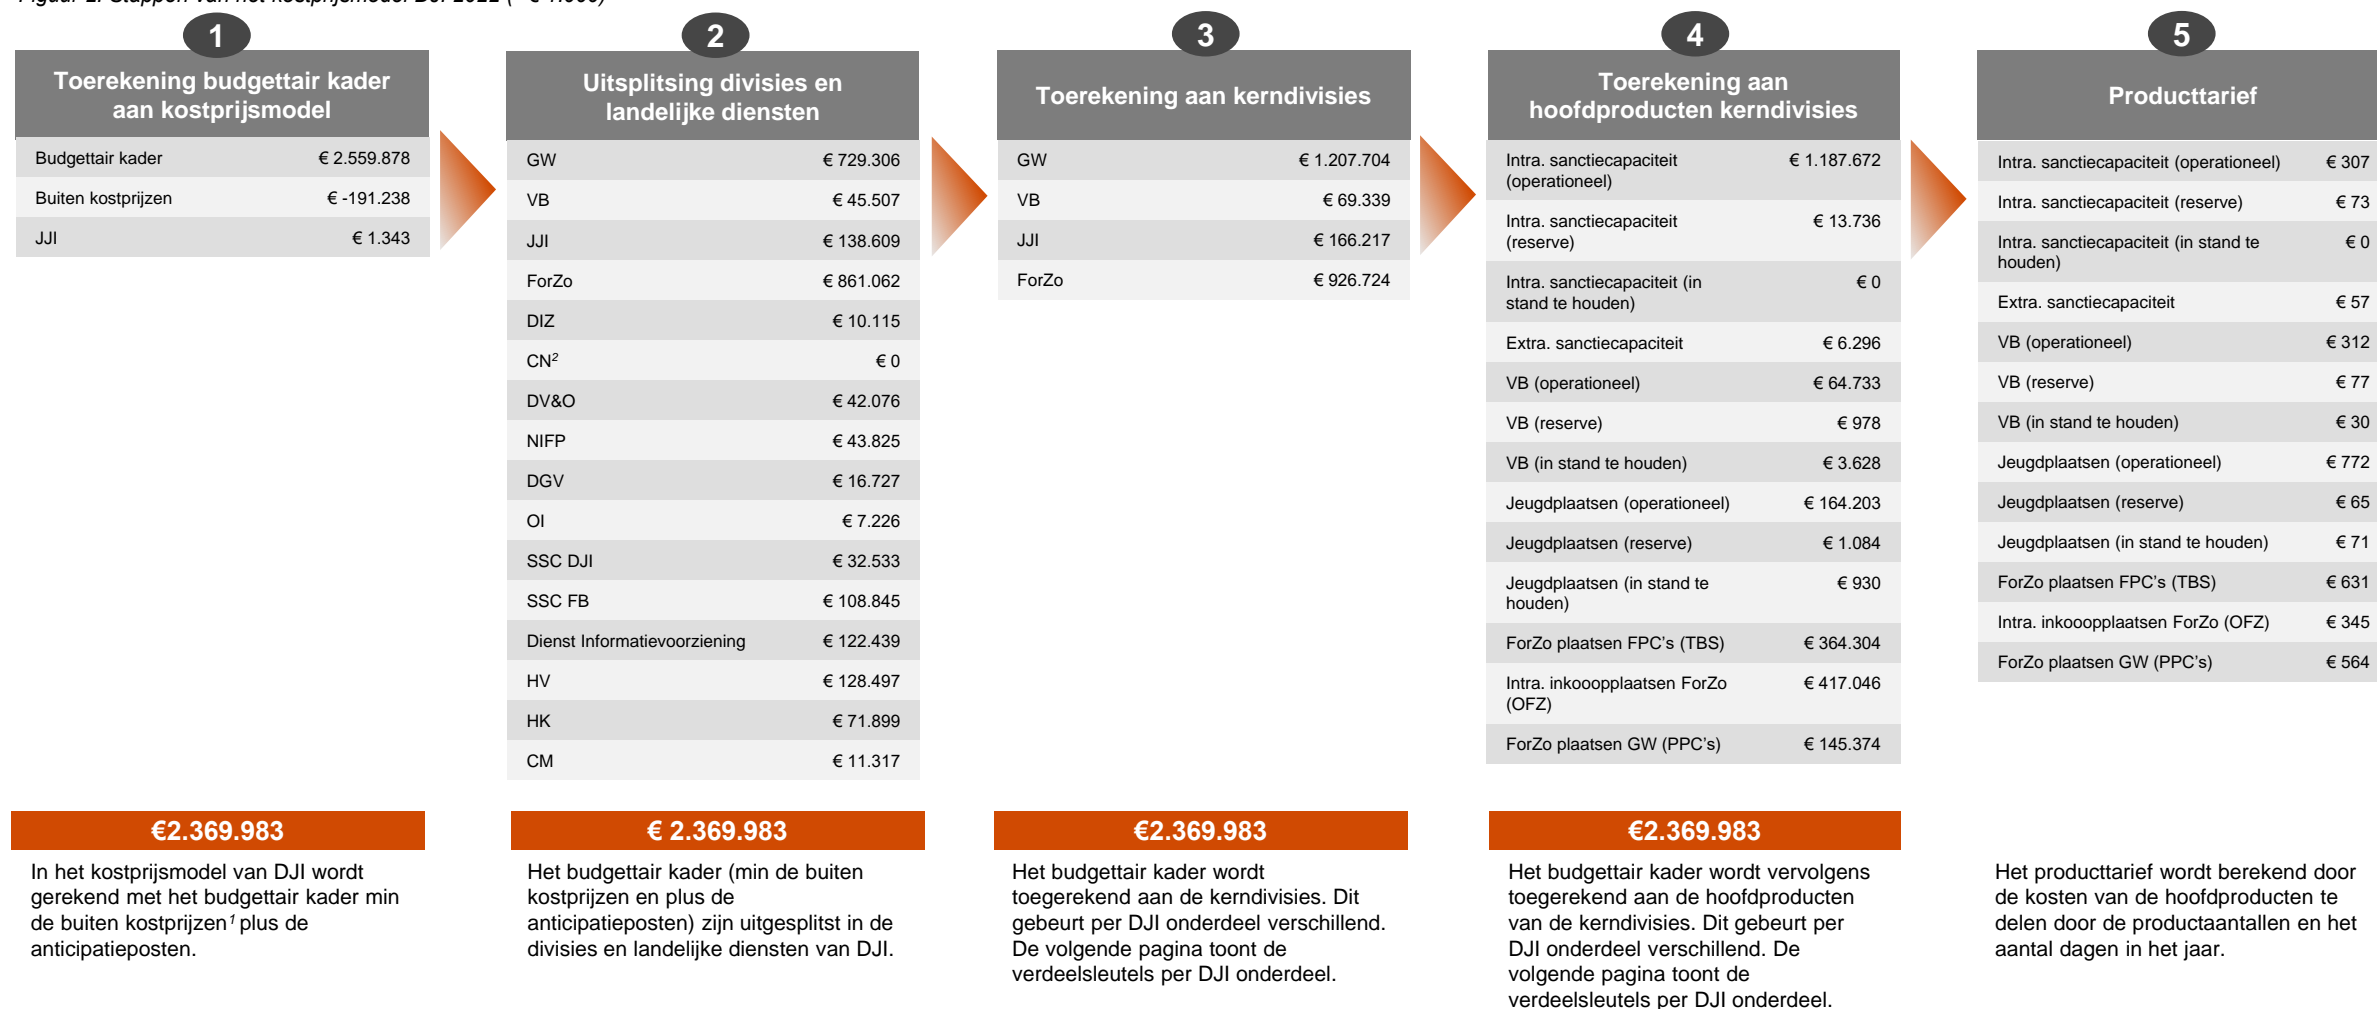 1
Toerekening budgettair kader
aan kostprijsmodel
Budgettair kader € 2.559.878
Buiten kostprijzen € -191.238
JJI € 1.343
€2.369.983
In het kostprijsmodel van DJI wordt
gerekend met het budgettair kader min
de buiten kostprijzen¹ plus de
anticipatieposten.
2
Uitsplitsing divisies en
landelijke diensten
GW € 729.306
VB € 45.507
JJI € 138.609
ForZo € 861.062
DIZ € 10.115
CN² € 0
DV&O € 42.076
NIFP € 43.825
DGV € 16.727
OI € 7.226
SSC DJI € 32.533
SSC FB € 108.845
Dienst Informatievoorziening € 122.439
HV € 128.497
HK € 71.899
CM € 11.317
€ 2.369.983
Het budgettair kader (min de buiten
kostprijzen en plus de
anticipatieposten) zijn uitgesplitst in de
divisies en landelijke diensten van DJI.
3
Toerekening aan kerndivisies
GW € 1.207.704
VB € 69.339
JJI € 166.217
ForZo € 926.724
€2.369.983
Het budgettair kader wordt
toegerekend aan de kerndivisies. Dit
gebeurt per DJI onderdeel verschillend.
De volgende pagina toont de
verdeelsleutels per DJI onderdeel.
4
Toerekening aan
hoofdproducten kerndivisies
Intra. sanctiecapaciteit € 1.187.672
(operationeel)
Intra. sanctiecapaciteit € 13.736
(reserve)
Intra. sanctiecapaciteit (in € 0
stand te houden)
Extra. sanctiecapaciteit € 6.296
VB (operationeel) € 64.733
VB (reserve) € 978
VB (in stand te houden) € 3.628
Jeugdplaatsen (operationeel) € 164.203
Jeugdplaatsen (reserve) € 1.084
Jeugdplaatsen (in stand te € 930
houden)
ForZo plaatsen FPC's (TBS) € 364.304
Intra. inkooopplaatsen ForZo € 417.046
(OFZ)
ForZo plaatsen GW (PPC's) € 145.374
€2.369.983
Het budgettair kader wordt vervolgens
toegerekend aan de hoofdproducten
van de kerndivisies. Dit gebeurt per
DJI onderdeel verschillend. De
volgende pagina toont de
verdeelsleutels per DJI onderdeel.
5
Producttarief
Intra. sanctiecapaciteit (operationeel) € 307
Intra. sanctiecapaciteit (reserve) € 73
Intra. sanctiecapaciteit (in stand te € 0
houden)
Extra. sanctiecapaciteit € 57
VB (operationeel) € 312
VB (reserve) € 77
VB (in stand te houden) € 30
Jeugdplaatsen (operationeel) € 772
Jeugdplaatsen (reserve) € 65
Jeugdplaatsen (in stand te houden) € 71
ForZo plaatsen FPC's (TBS) € 631
Intra. inkooopplaatsen ForZo (OFZ) € 345
ForZo plaatsen GW (PPC's) € 564
Het producttarief wordt berekend door
de kosten van de hoofdproducten te
delen door de productaantallen en het
aantal dagen in het jaar.